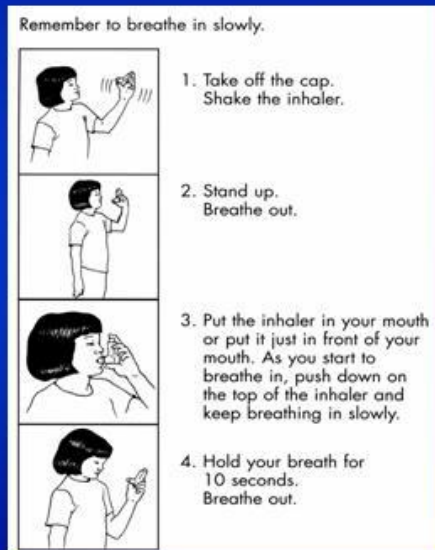 Remember to breathe in slowly.
1. Take off the cap.
Shake the inhaler.
2. Stand up.
Breathe out.
3. Put the inhaler in your mouth
or put it just in front of your
mouth. As you start to
breathe in, push down on
the top of the inhaler and
keep breathing in slowly.
4. Hold your breath for
10 seconds.
Breathe out.